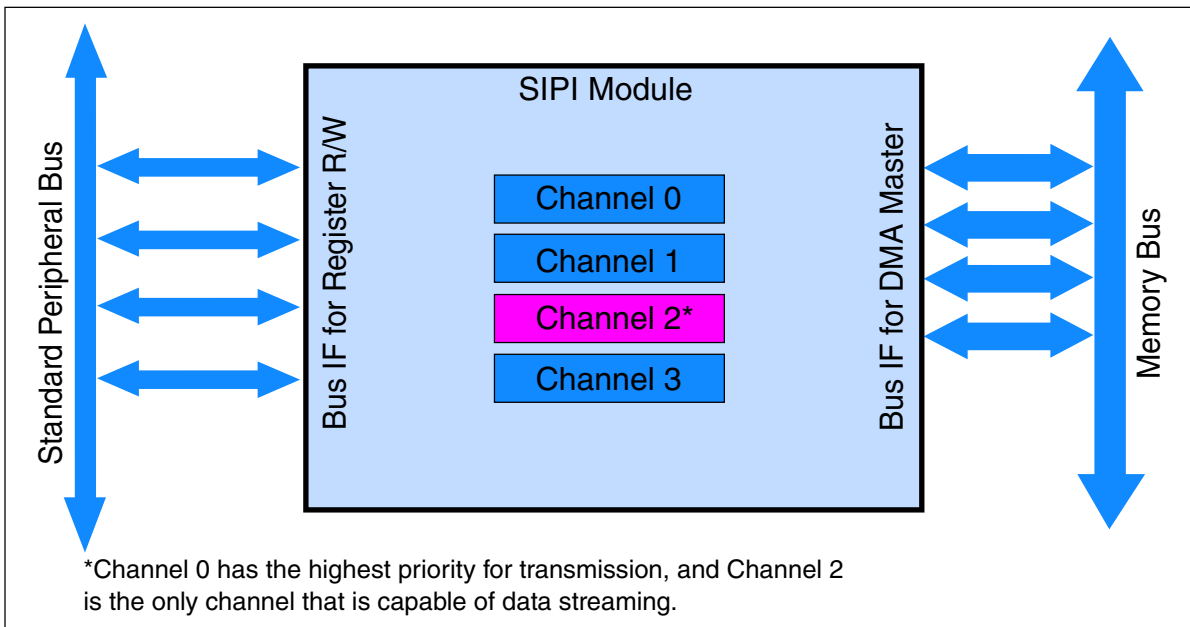 SIPI Module
Standard Peripheral Bus
Bus IF for Register R/W
Channel 0
Channel 1
Channel 2*
Channel 3
Bus IF for DMA Master
Memory Bus
*Channel 0 has the highest priority for transmission, and Channel 2
is the only channel that is capable of data streaming.